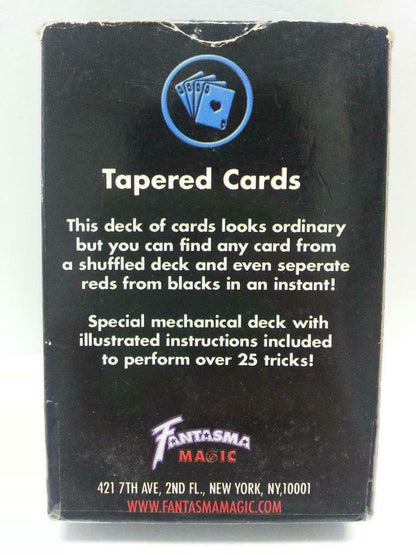 Tapered Cards
This deck of cards looks ordinary
but you can find any card from
a shuffled deck and even seperate
reds from blacks in an instant!
Special mechanical deck with
illustrated instructions included
to perform over 25 tricks!
FANTASMA
MAGIC
421 7TH AVE, 2ND FL., NEW YORK, NY,10001
WWW.FANTASMAMAGIC.COM